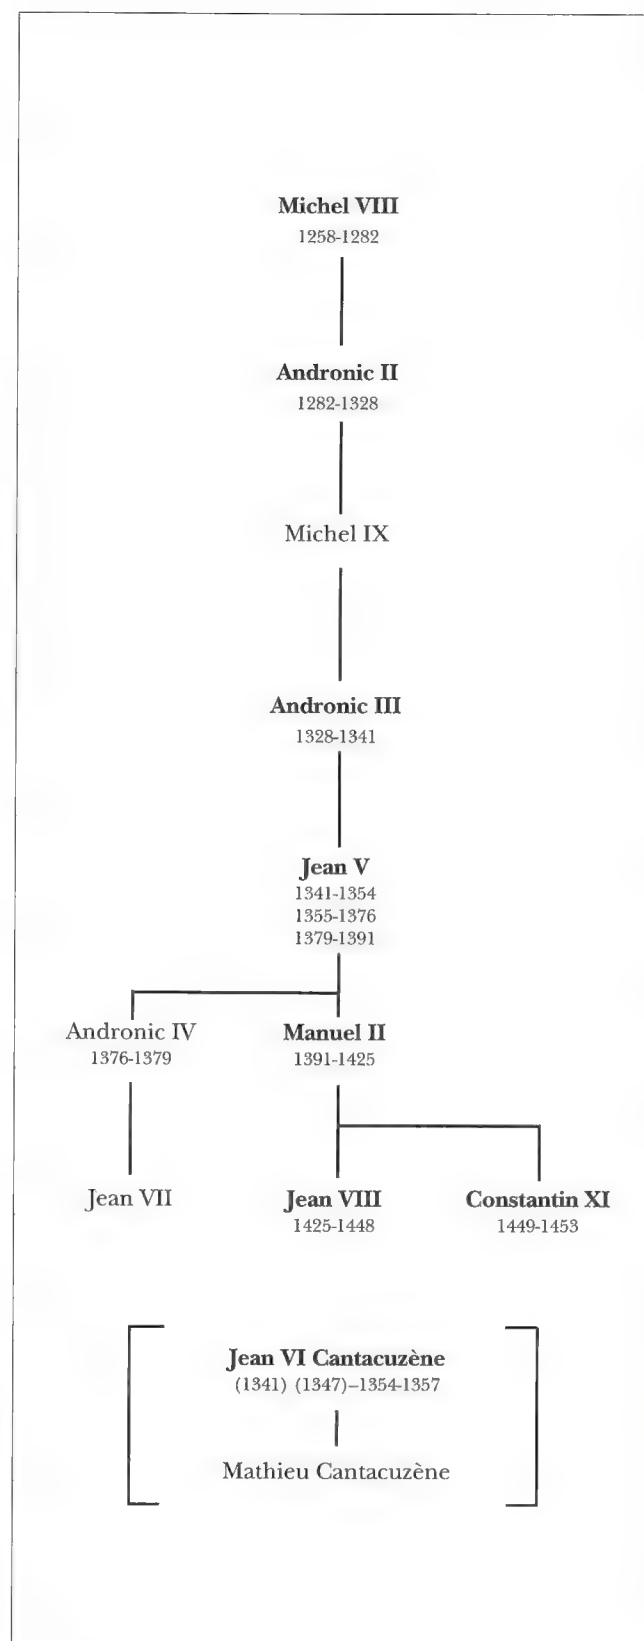 Michel VIII
1258-1282
Andronic II
1282-1328
Michel IX
Andronic III
1328-1341
Jean V
1341-1354
1355-1376
1379-1391
Andronic IV
1376-1379
Manuel II
1391-1425
Jean VII
Jean VIII
1425-1448
Constantin XI
1449-1453
Jean VI Cantacuzène
(1341) (1347)–1354-1357
Mathieu Cantacuzène